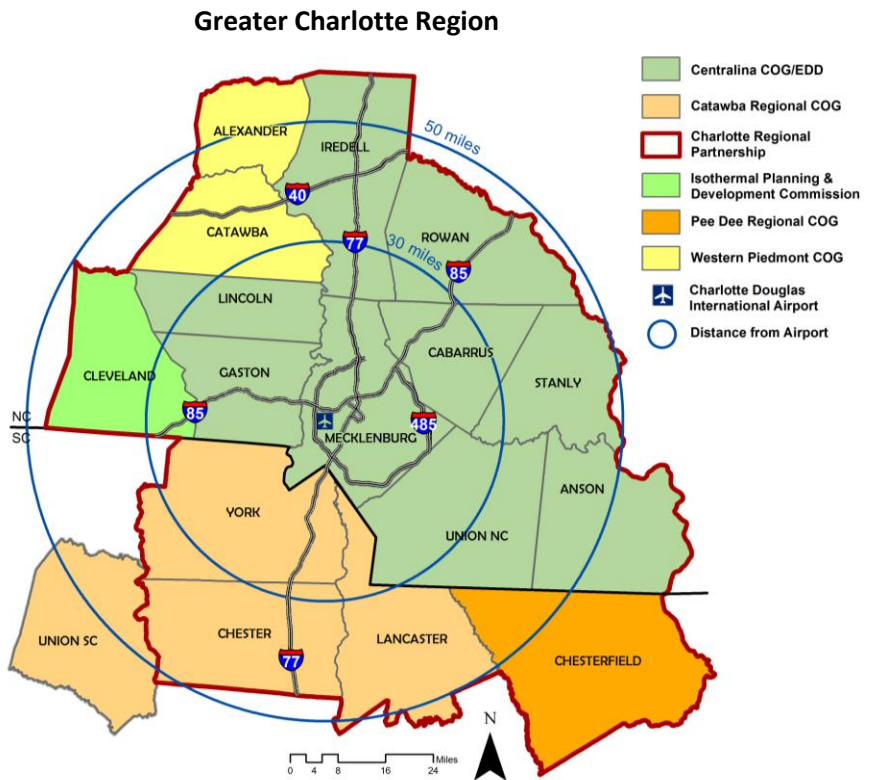 Greater Charlotte Region
Centralina COG/EDD
Catawba Regional COG
Charlotte Regional
Partnership
Isothermal Planning &
Development Commission
Pee Dee Regional COG
Western Piedmont COG
Charlotte Douglas
International Airport
Distance from Airport
50 miles
ALEXANDER
IREDELL
40
CATAWBA
77
30 miles
ROWAN
85
LINCOLN
CABARRUS
CLEVELAND
GASTON
STANLY
NC
SC
85
485
MECKLENBURG
ANSON
YORK
UNION NC
UNION SC
CHESTER
LANCASTER
77
CHESTERFIELD
N
Miles
0 4 8 16 24